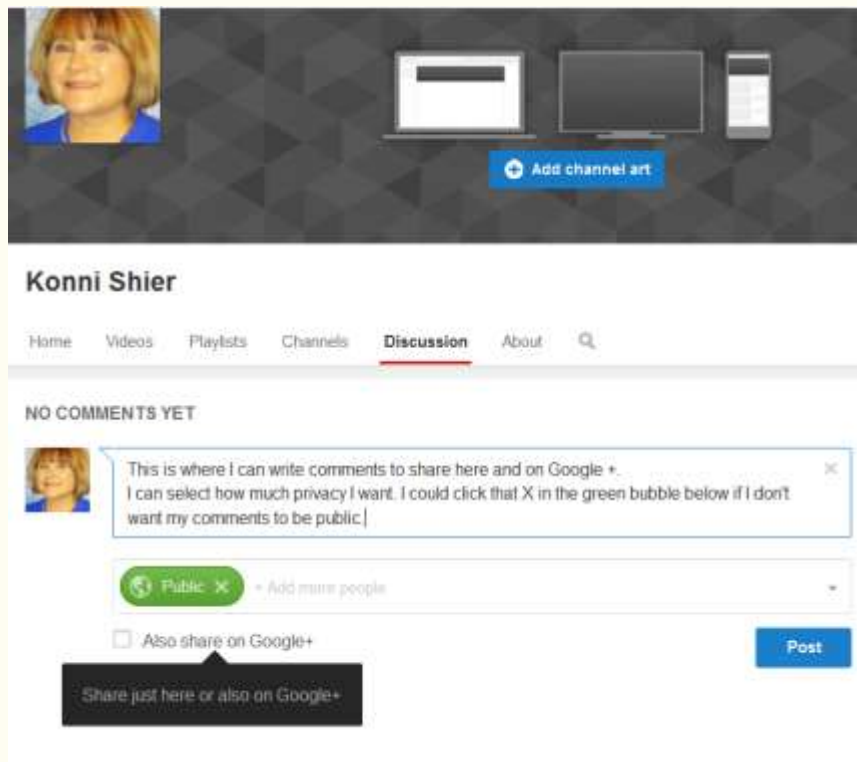 Add channel art
Konni Shier
Home Videos Playlists Channels Discussion About
NO COMMENTS YET
This is where I can write comments to share here and on Google +.
I can select how much privacy I want. I could click that X in the green bubble below if I don't
want my comments to be public.
Public + Add more people
Also share on Google+
Post
Share just here or also on Google+